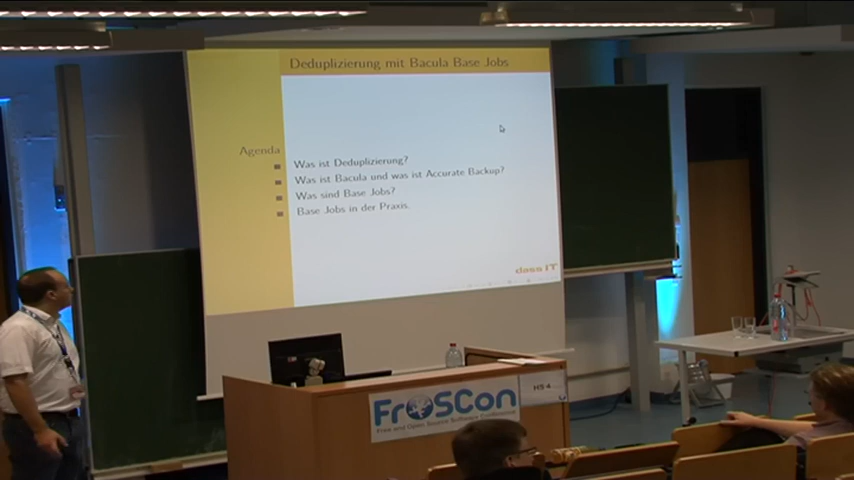 Deduplizierung mit Bacula Base Jobs
Agenda
Was ist Deduplizierung?
Was ist Bacula und was ist Accurate Backup?
Was sind Base Jobs?
Base Jobs in der Praxis.
dass IT
HS 4
FrOSCon
Free and Open Source Software Conference